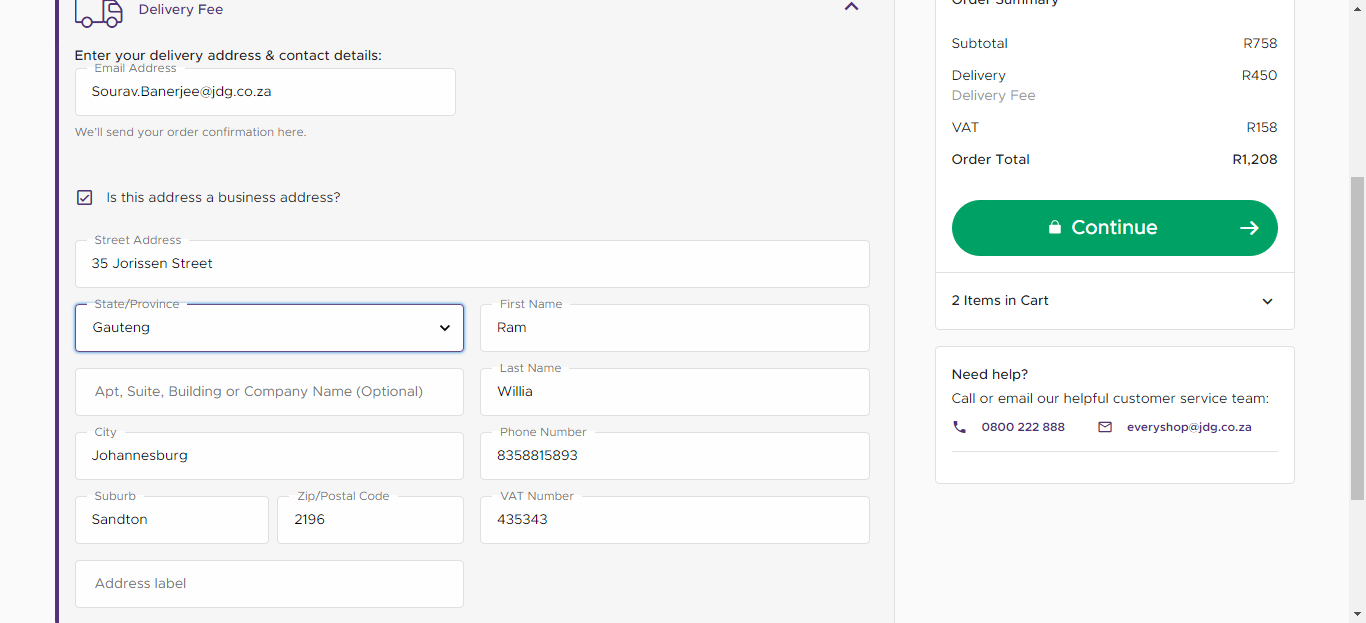 Delivery Fee
Enter your delivery address & contact details:
Email Address
Sourav.Banerjee@jdg.co.za
We'll send your order confirmation here.
Is this address a business address?
Street Address
35 Jorissen Street
State/Province
Gauteng
First Name
Ram
Apt, Suite, Building or Company Name (Optional)
Last Name
Willia
City
Johannesburg
Phone Number
8358815893
Suburb
Sandton
Zip/Postal Code
2196
VAT Number
435343
Address label
Order Summary
Subtotal R758
Delivery R450
Delivery Fee
VAT R158
Order Total R1,208
Continue
2 Items in Cart
Need help?
Call or email our helpful customer service team:
0800 222 888 everyshop@jdg.co.za